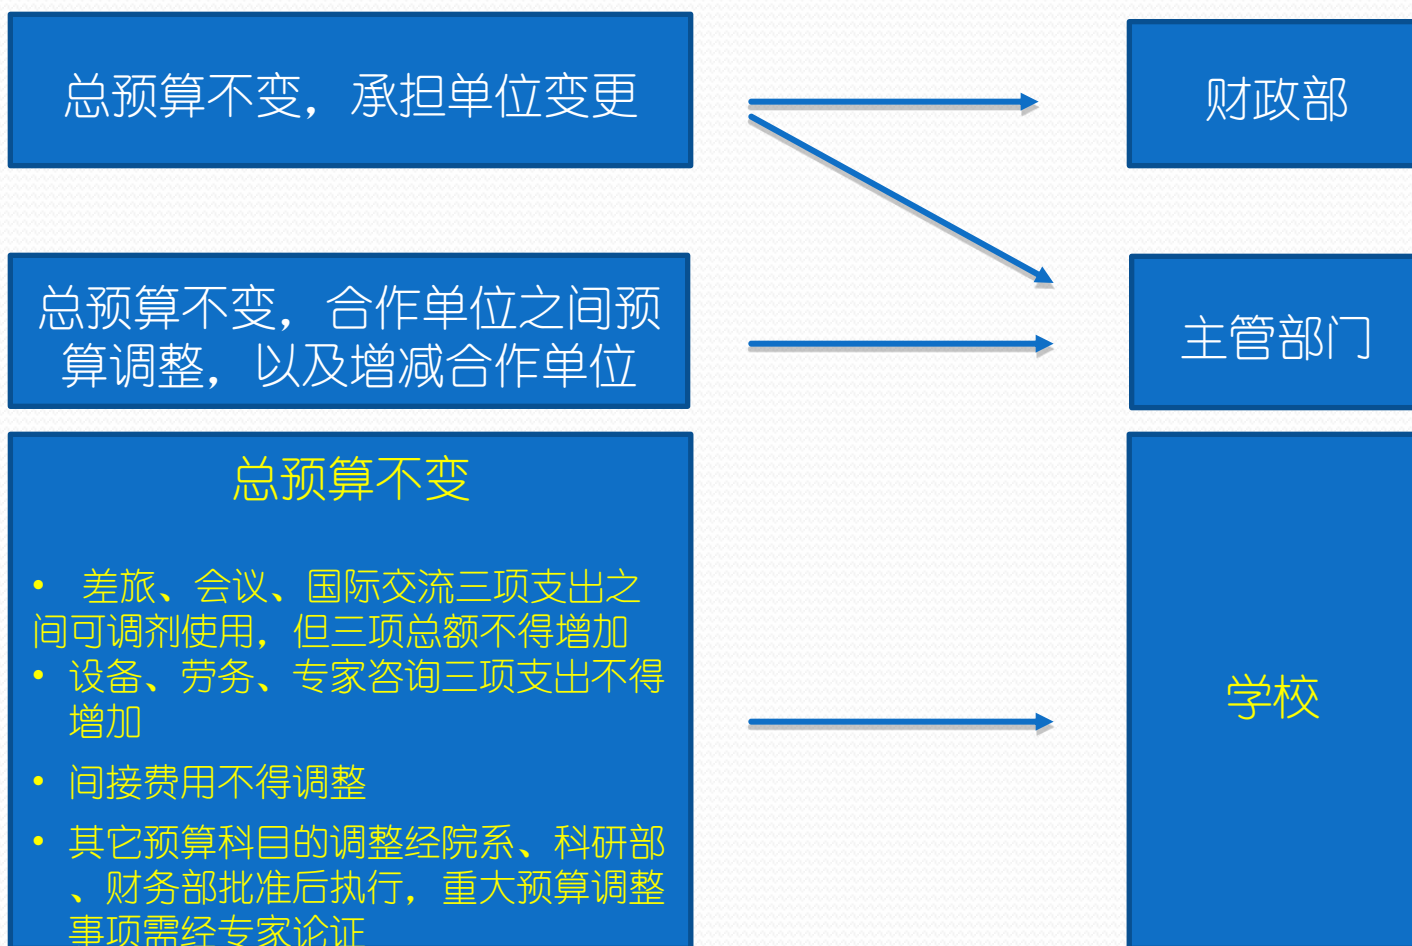 总预算不变，承担单位变更
财政部
总预算不变，合作单位之间预
算调整，以及增减合作单位
主管部门
总预算不变
• 差旅、会议、国际交流三项支出之
间可调剂使用，但三项总额不得增加
• 设备、劳务、专家咨询三项支出不得
增加
• 间接费用不得调整
• 其它预算科目的调整经院系、科研部
、财务部批准后执行，重大预算调整
事项需经专家论证
学校